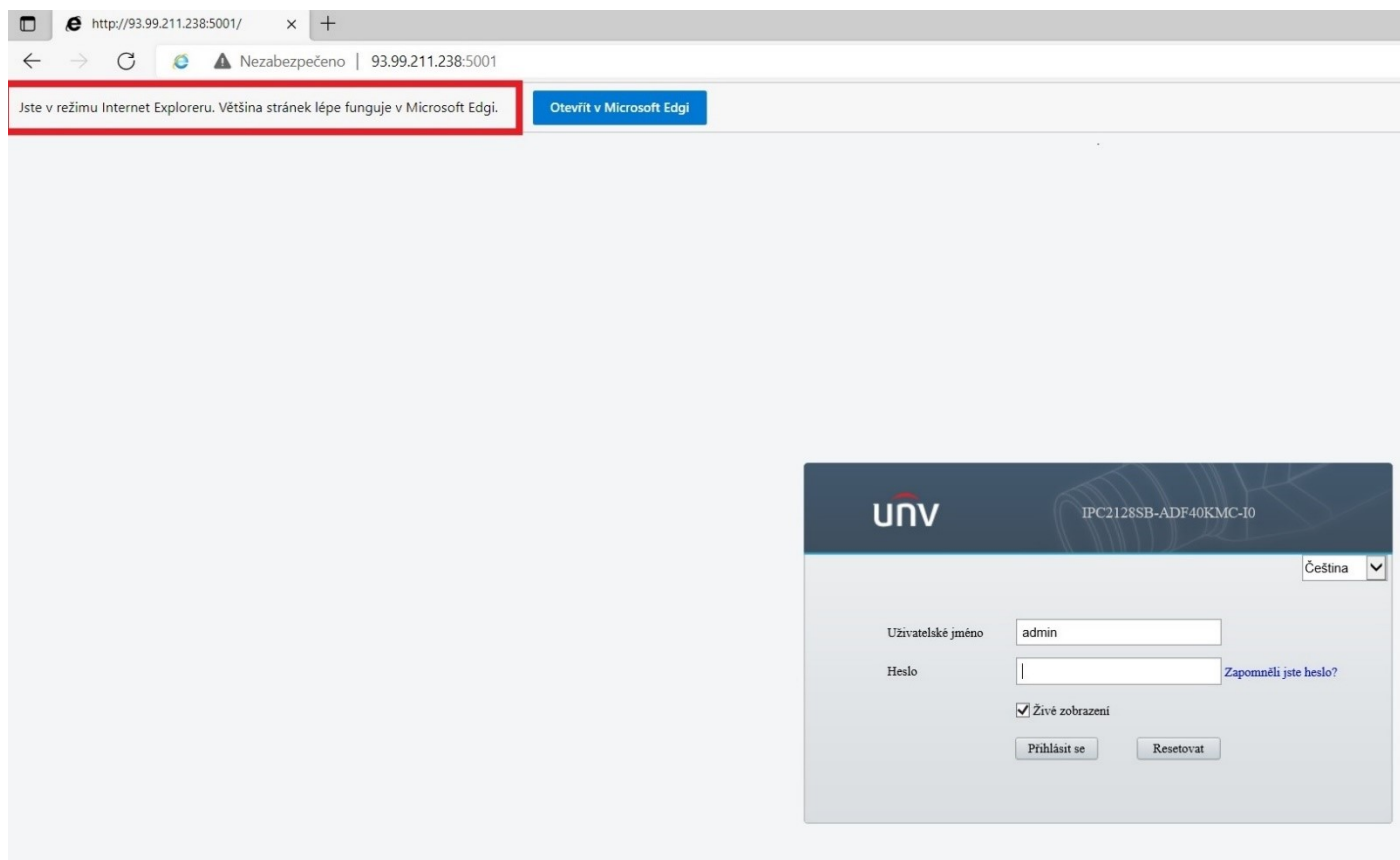 http://93.99.211.238:5001/
Nezabezpečeno | 93.99.211.238:5001
Jste v režimu Internet Exploreru. Většina stránek lépe funguje v Microsoft Edgi.
Otevřít v Microsoft Edgi
unv
IPC2128SB-ADF40KMC-I0
Čeština
Uživatelské jméno admin
Heslo Zapomněli jste heslo?
Živé zobrazení
Přihlásit se Resetovat